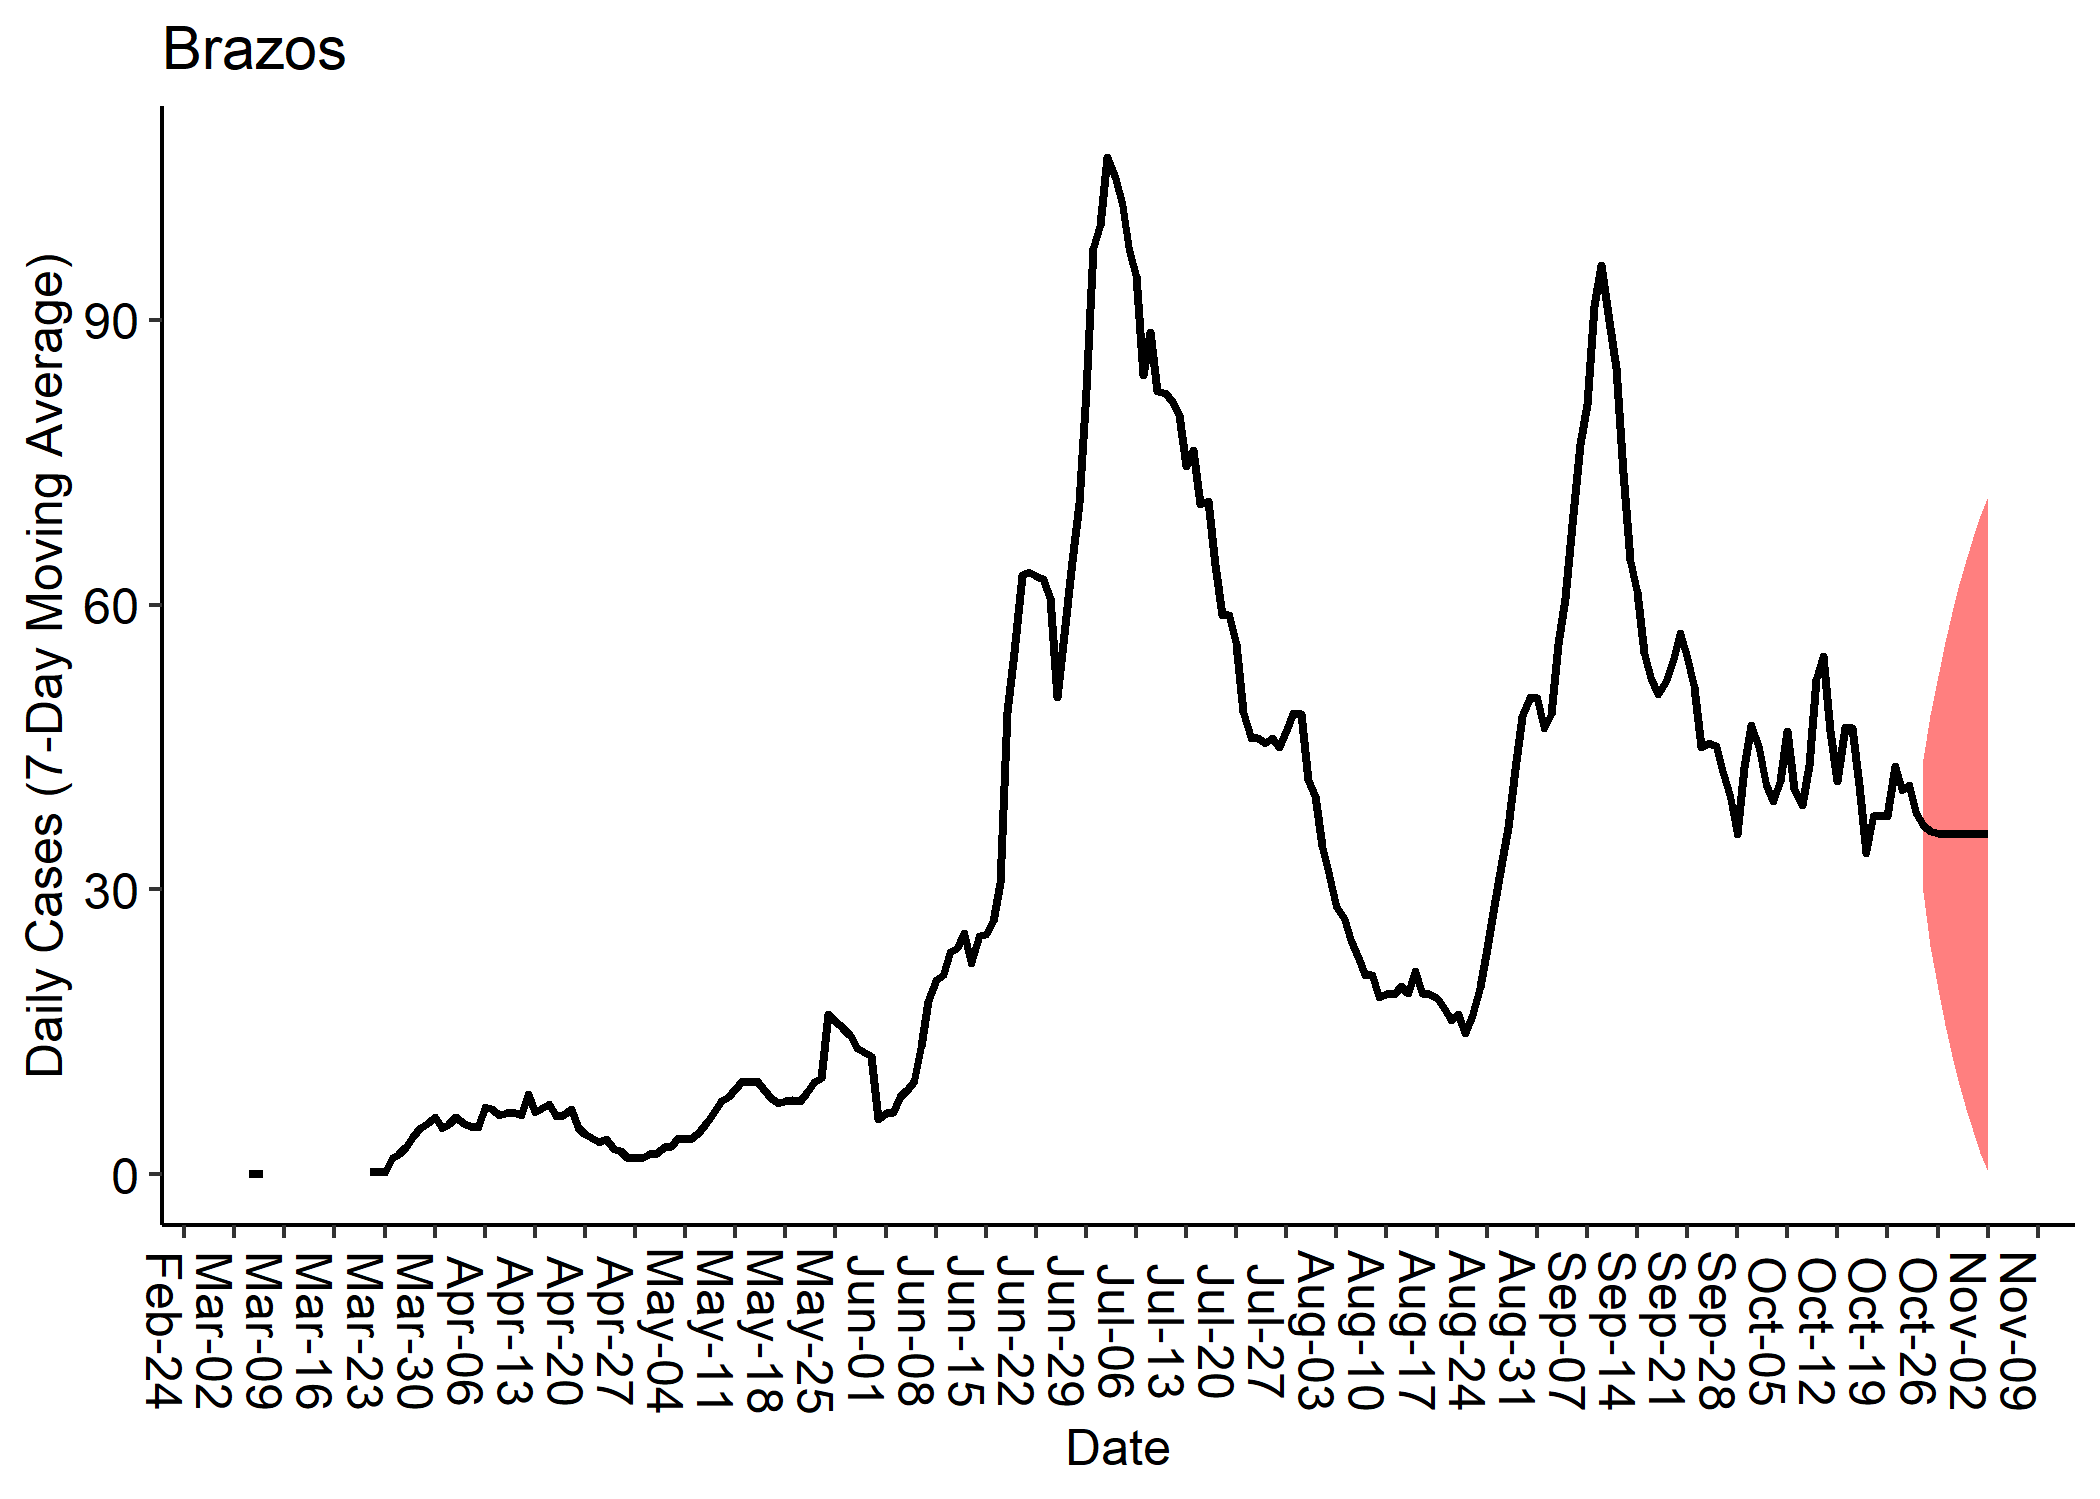 Brazos
Daily Cases (7-Day Moving Average)
90
60
30
0
Feb-24
Mar-02
Mar-09
Mar-16
Mar-23
Mar-30
Apr-06
Apr-13
Apr-20
Apr-27
May-04
May-11
May-18
May-25
Jun-01
Jun-08
Jun-15
Jun-22
Jun-29
Jul-06
Jul-13
Jul-20
Jul-27
Aug-03
Aug-10
Aug-17
Aug-24
Aug-31
Sep-07
Sep-14
Sep-21
Sep-28
Oct-05
Oct-12
Oct-19
Oct-26
Nov-02
Nov-09
Date